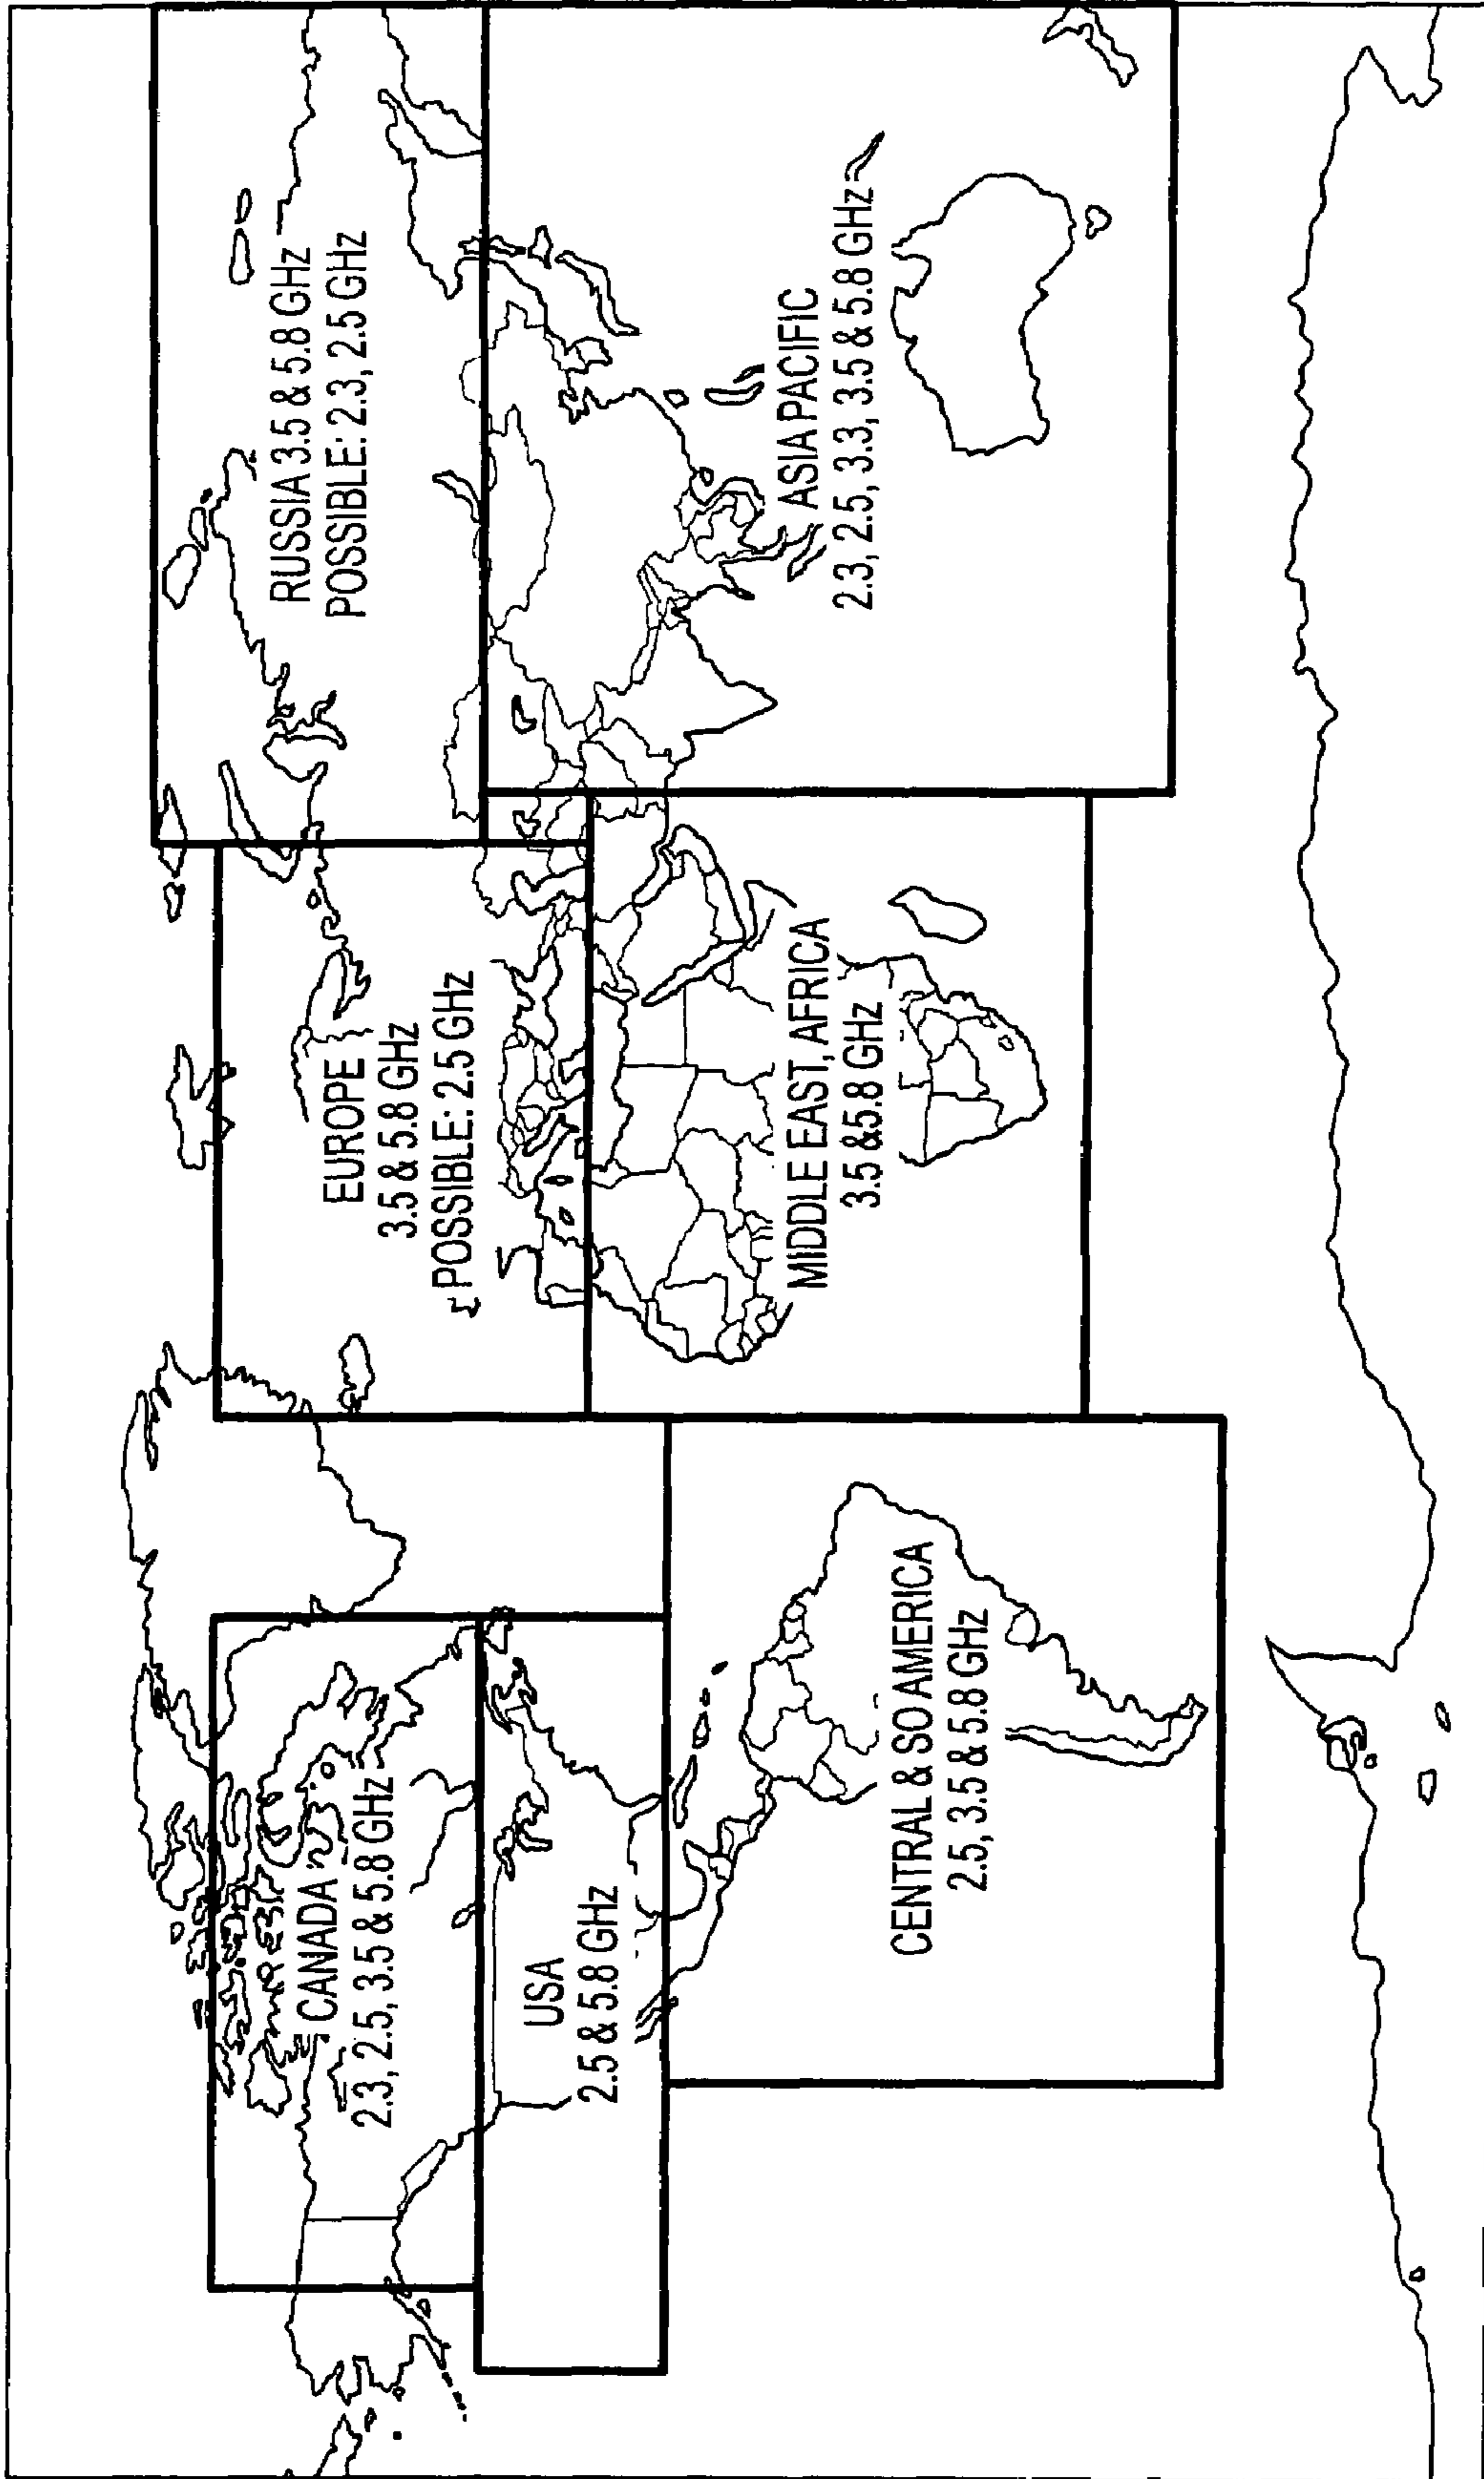 CANADA
2.3, 2.5, 3.5 & 5.8 GHz
USA
2.5 & 5.8 GHz
CENTRAL & SO AMERICA
2.5, 3.5 & 5.8 GHz
EUROPE
3.5 & 5.8 GHz
POSSIBLE: 2.5 GHz
MIDDLE EAST, AFRICA
3.5 &5.8 GHz
RUSSIA 3.5 & 5.8 GHz
POSSIBLE: 2.3, 2.5 GHz
ASIA PACIFIC
2.3, 2.5, 3.3, 3.5 & 5.8 GHz